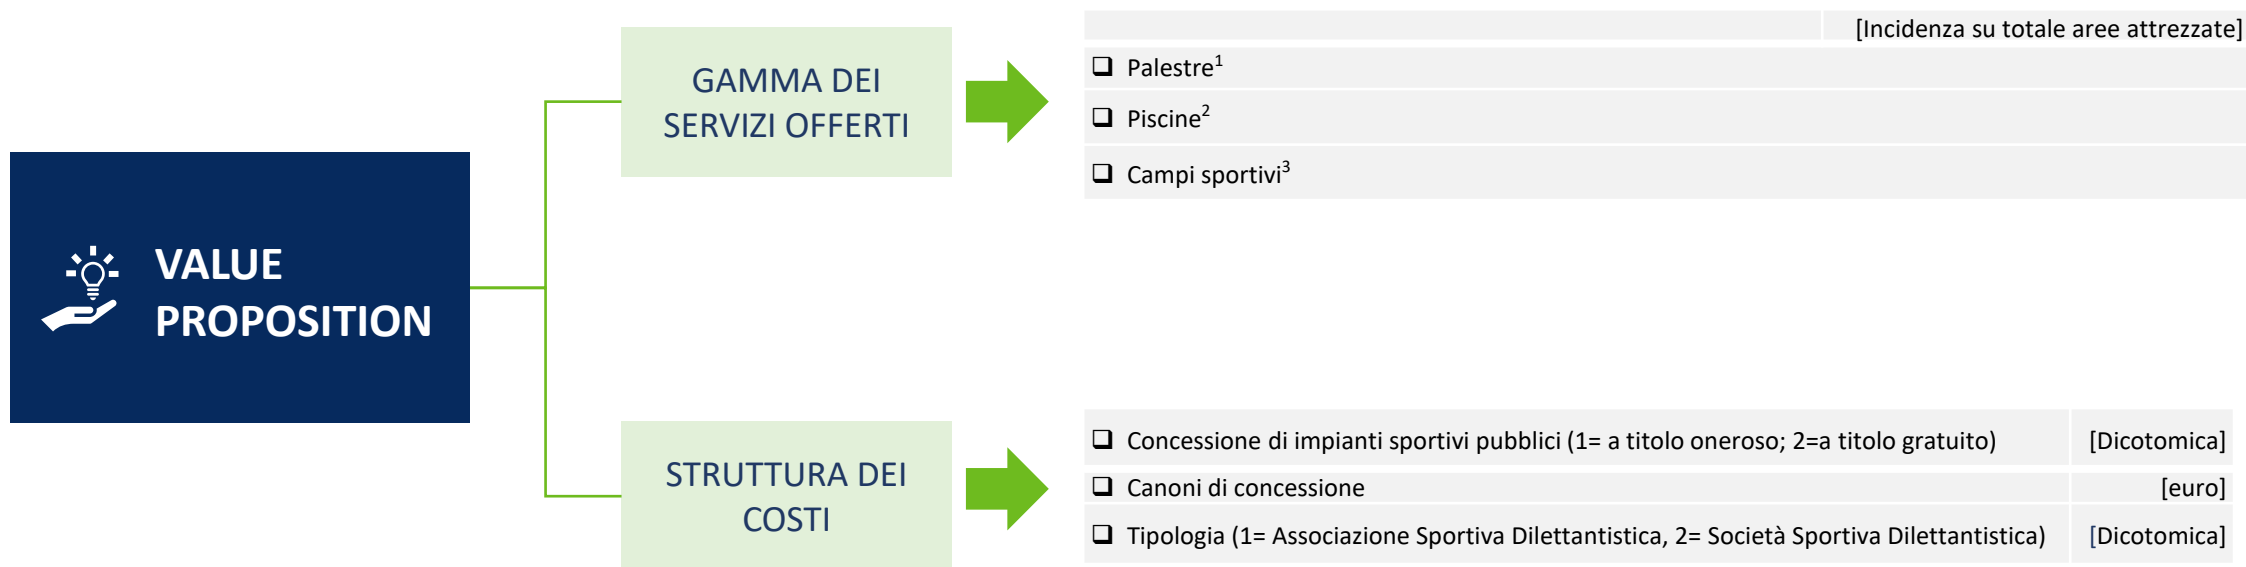 VALUE
PROPOSITION
GAMMA DEI
SERVIZI OFFERTI
[Incidenza su totale aree attrezzate]
❑ Palestre¹
❑ Piscine²
❑ Campi sportivi³
STRUTTURA DEI
COSTI
❑ Concessione di impianti sportivi pubblici (1= a titolo oneroso; 2=a titolo gratuito) [Dicotomica]
❑ Canoni di concessione [euro]
❑ Tipologia (1= Associazione Sportiva Dilettantistica, 2= Società Sportiva Dilettantistica) [Dicotomica]